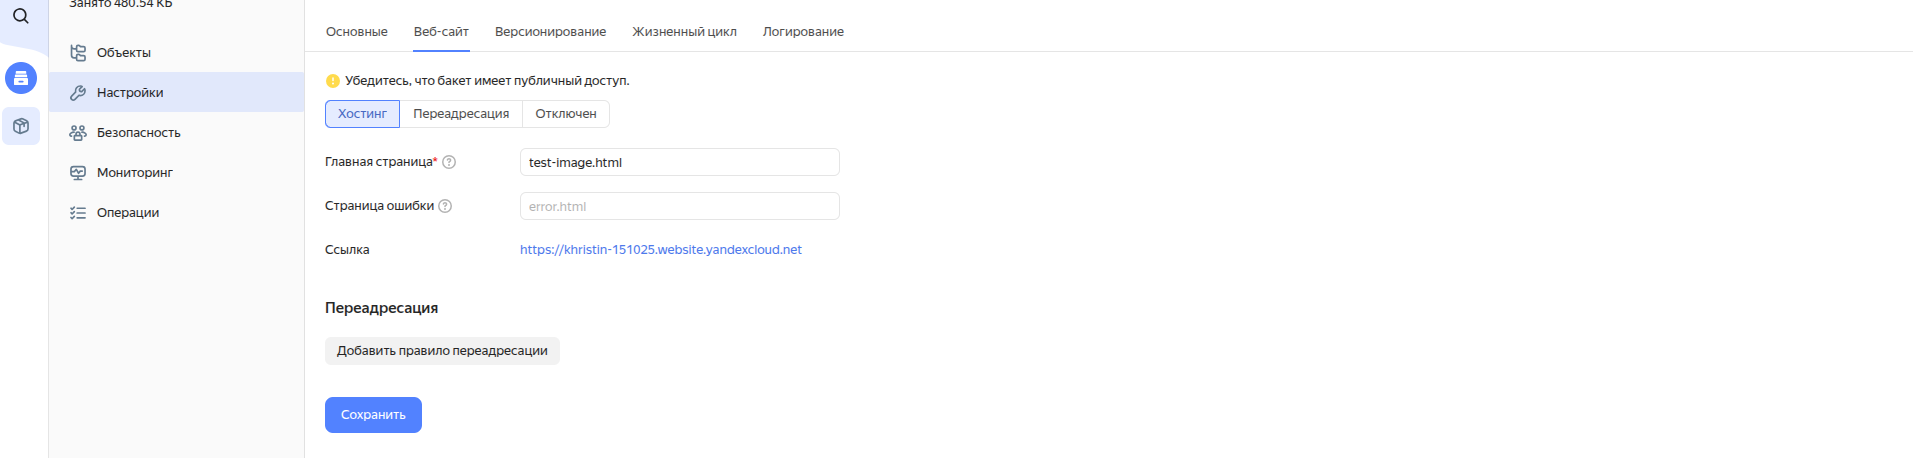 Занято 480.54 КБ
Объекты
Настройки
Безопасность
Мониторинг
Операции
Основные Веб-сайт Версионирование Жизненный цикл Логирование
Убедитесь, что бакет имеет публичный доступ.
Хостинг Переадресация Отключен
Главная страница* test-image.html
Страница ошибки error.html
Ссылка https://khristin-151025.website.yandexcloud.net
Переадресация
Добавить правило переадресации
Сохранить